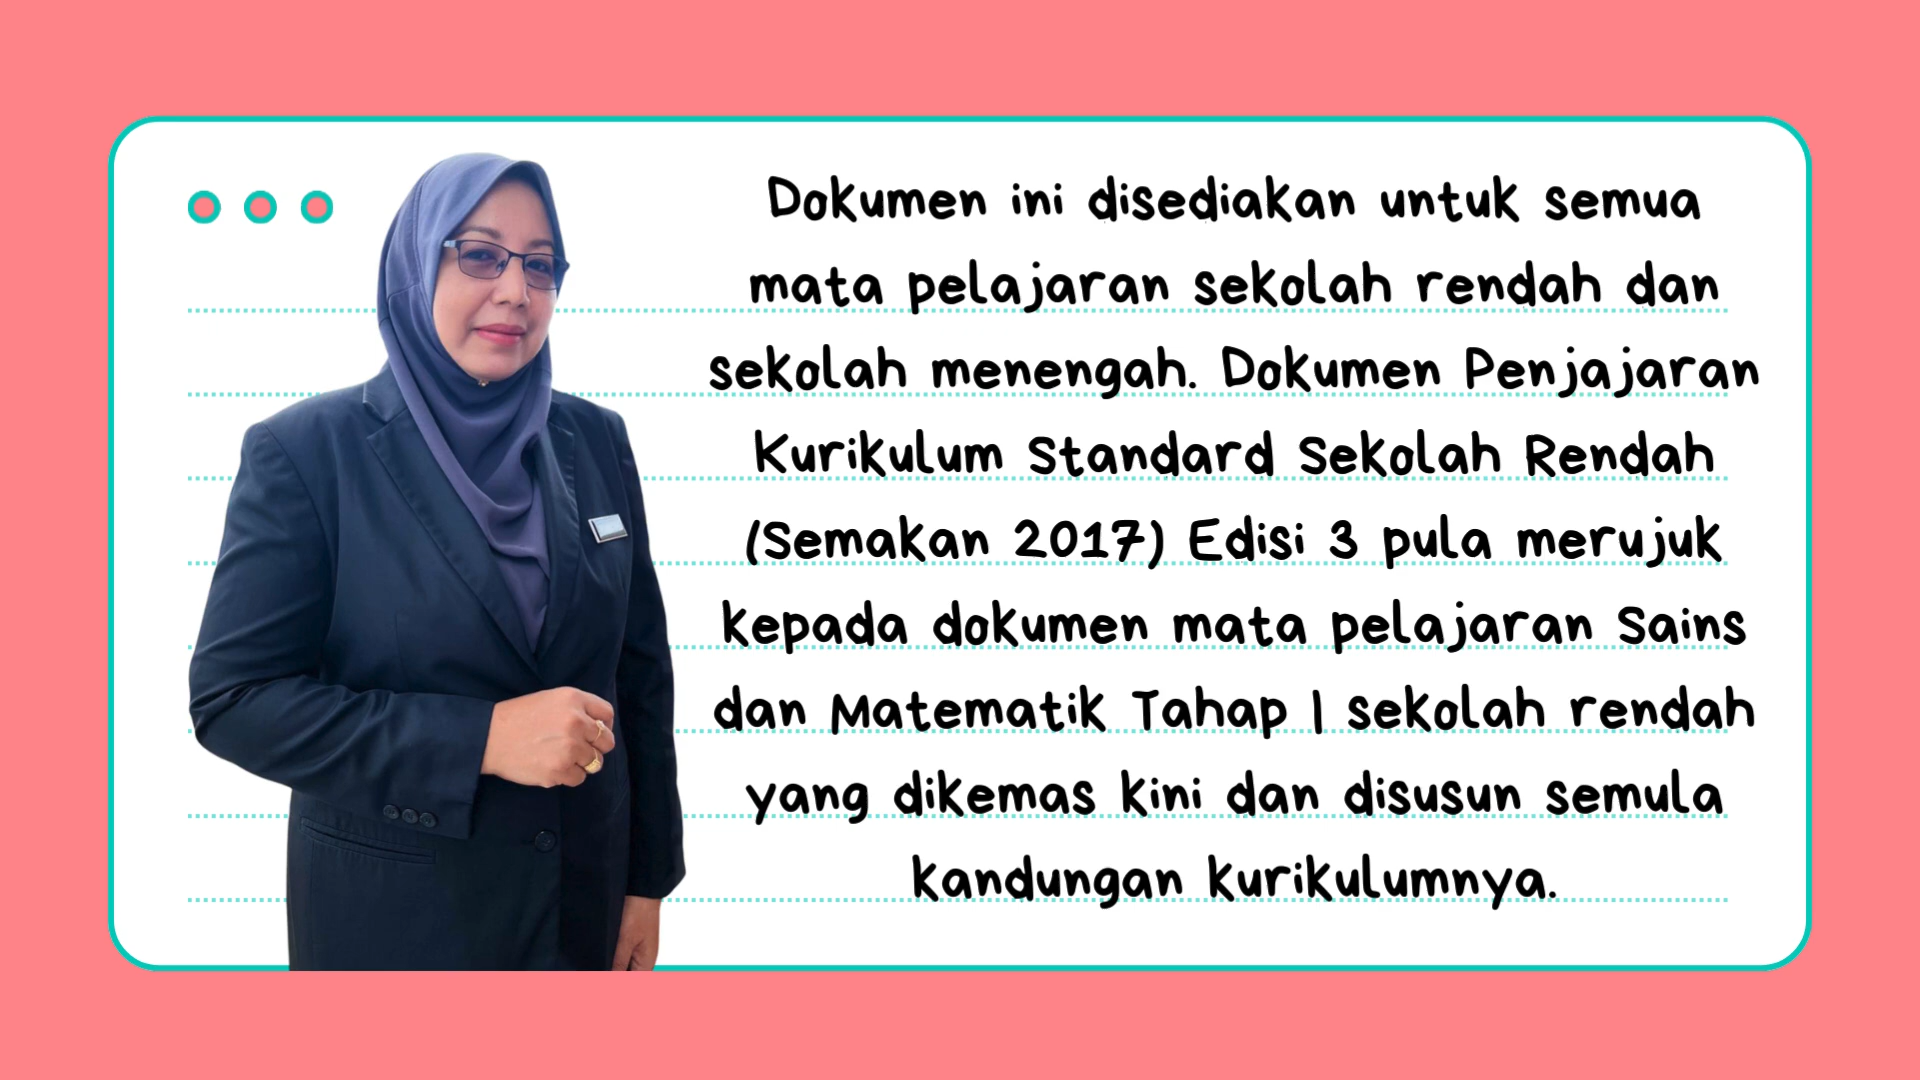 Dokumen ini disediakan untuk semua
mata pelajaran sekolah rendah dan
sekolah menengah. Dokumen Penjajaran
Kurikulum Standard Sekolah Rendah
(Semakan 2017) Edisi 3 pula merujuk
kepada dokumen mata pelajaran Sains
dan Matematik Tahap 1 sekolah rendah
yang dikemas kini dan disusun semula
kandungan kurikulumnya.